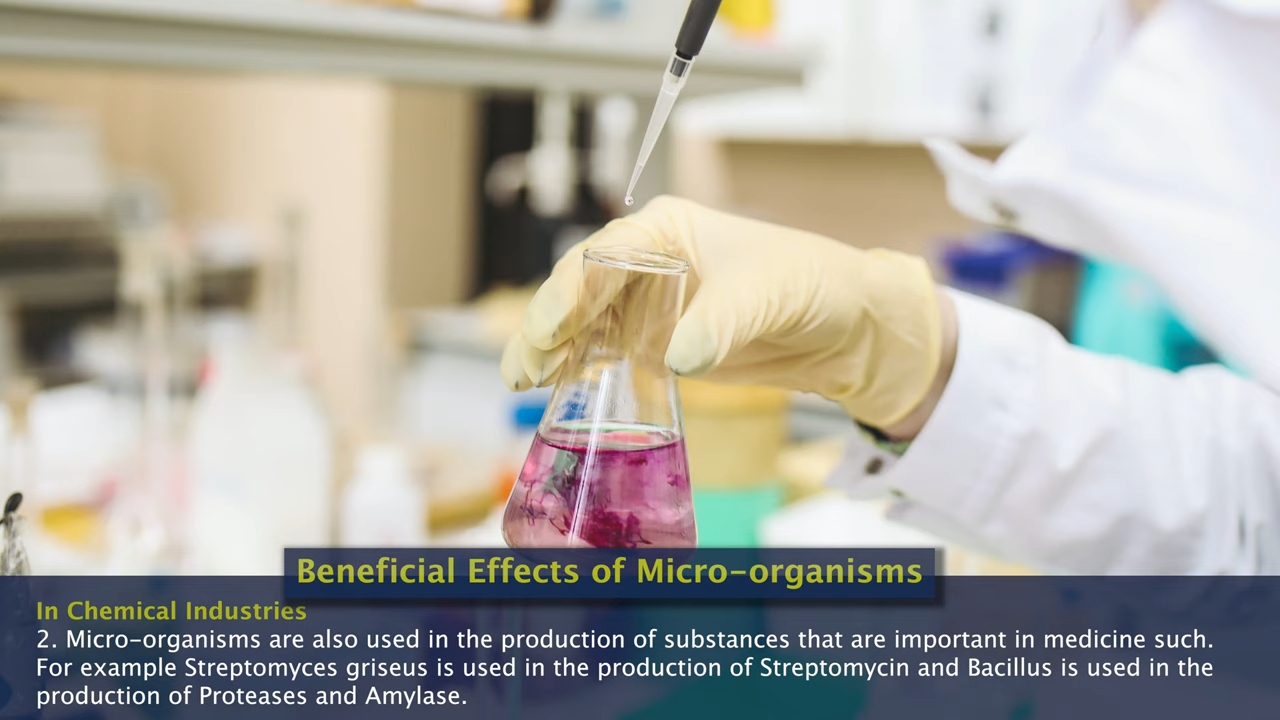 Beneficial Effects of Micro-organisms
In Chemical Industries
2. Micro-organisms are also used in the production of substances that are important in medicine such.
For example Streptomyces griseus is used in the production of Streptomycin and Bacillus is used in the
production of Proteases and Amylase.